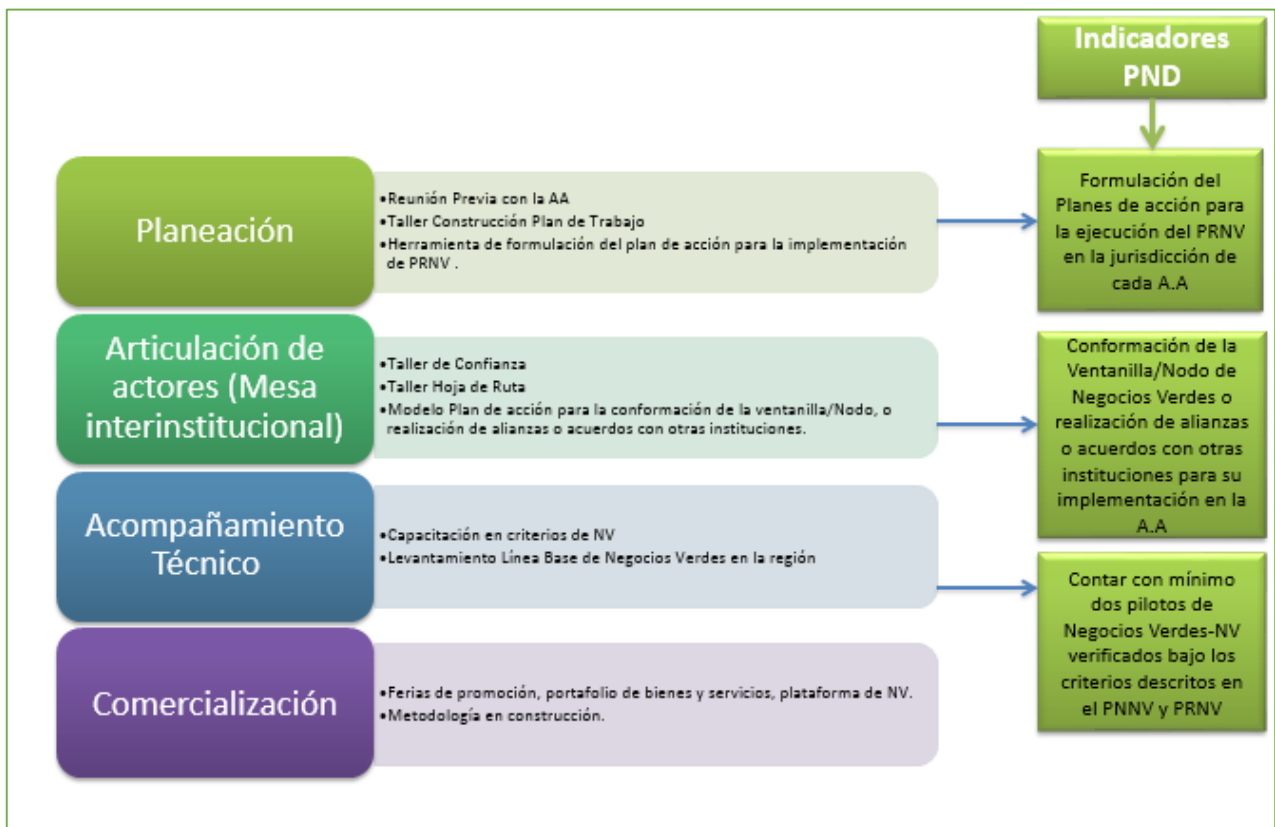 Indicadores
PND
Planeación
•Reunión Previa con la AA
•Taller Construcción Plan de Trabajo
•Herramienta de formulación del plan de acción para la implementación
de PRNV .
Formulación del
Planes de acción para
la ejecución del PRNV
en la jurisdicción de
cada A.A
Articulación de
actores (Mesa
interinstitucional)
•Taller de Confianza
•Taller Hoja de Ruta
•Modelo Plan de acción para la conformación de la ventanilla/Nodo, o
realización de alianzas o acuerdos con otras instituciones.
Conformación de la
Ventanilla/Nodo de
Negocios Verdes o
realización de alianzas
o acuerdos con otras
instituciones para su
implementación en la
A.A
Acompañamiento
Técnico
•Capacitación en criterios de NV
•Levantamiento Línea Base de Negocios Verdes en la región
Contar con mínimo
dos pilotos de
Negocios Verdes-NV
verificados bajo los
criterios descritos en
el PNNV y PRNV
Comercialización
•Ferias de promoción, portafolio de bienes y servicios, plataforma de NV.
•Metodología en construcción.